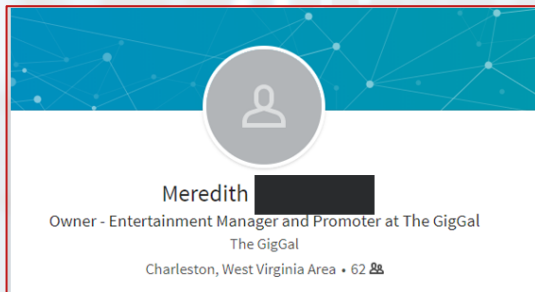 Meredith
Owner - Entertainment Manager and Promoter at The GigGal
The GigGal
Charleston, West Virginia Area • 62